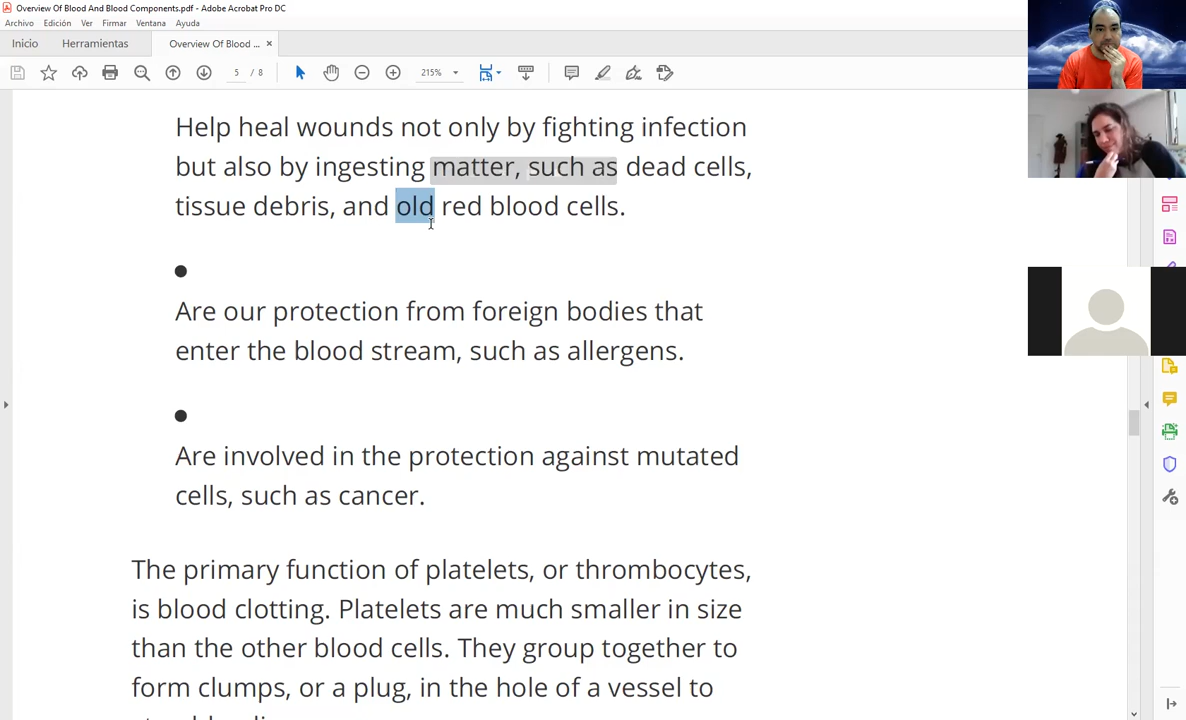 Overview Of Blood And Blood Components.pdf - Adobe Acrobat Pro DC
Archivo Edición Ver Firmar Ventana Ayuda
Inicio Herramientas Overview Of Blood ... ×
5 / 8 215%
Help heal wounds not only by fighting infection
but also by ingesting matter, such as dead cells,
tissue debris, and old red blood cells.
●
Are our protection from foreign bodies that
enter the blood stream, such as allergens.
●
Are involved in the protection against mutated
cells, such as cancer.
The primary function of platelets, or thrombocytes,
is blood clotting. Platelets are much smaller in size
than the other blood cells. They group together to
form clumps, or a plug, in the hole of a vessel to